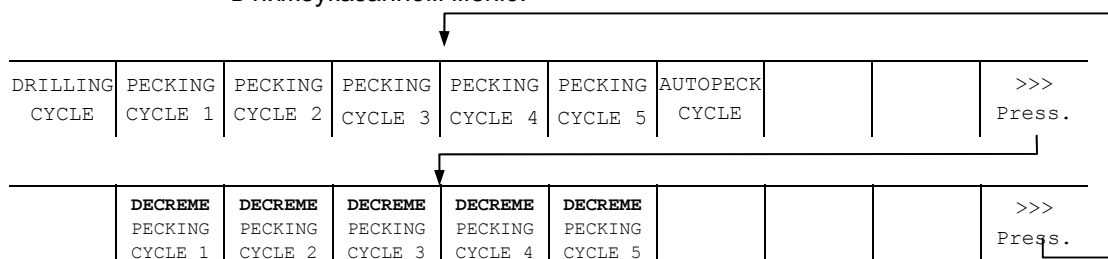 в нижеуказанном меню.
DRILLING CYCLE PECKING CYCLE 1 PECKING CYCLE 2 PECKING CYCLE 3 PECKING CYCLE 4 PECKING CYCLE 5 AUTOPECK CYCLE >>> Press.
DECREME PECKING CYCLE 1 DECREME PECKING CYCLE 2 DECREME PECKING CYCLE 3 DECREME PECKING CYCLE 4 DECREME PECKING CYCLE 5 >>> Press.